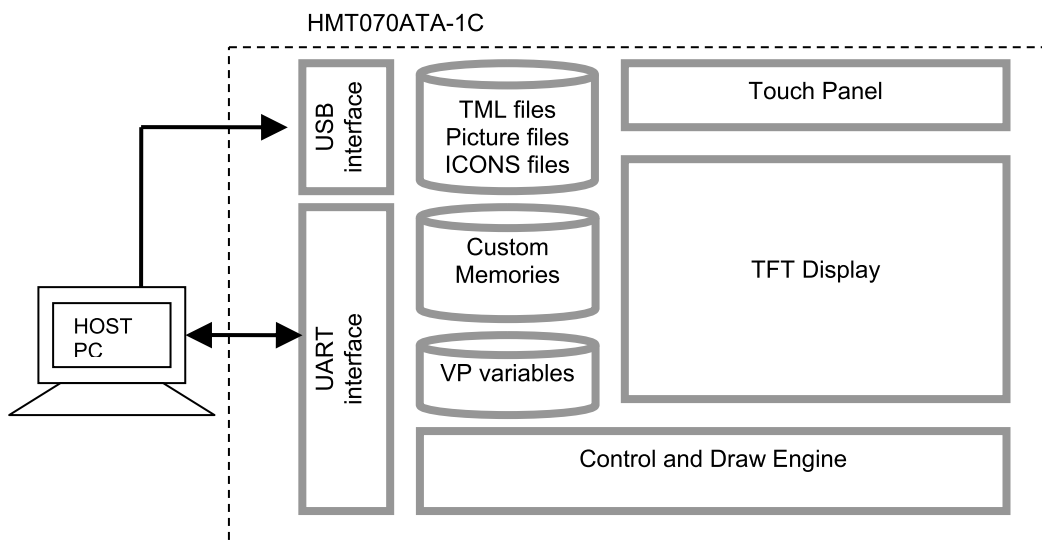 HMT070ATA-1C
USB
interface
TML files
Picture files
ICONS files
Touch Panel
Custom
Memories
TFT Display
HOST
PC
UART
interface
VP variables
Control and Draw Engine